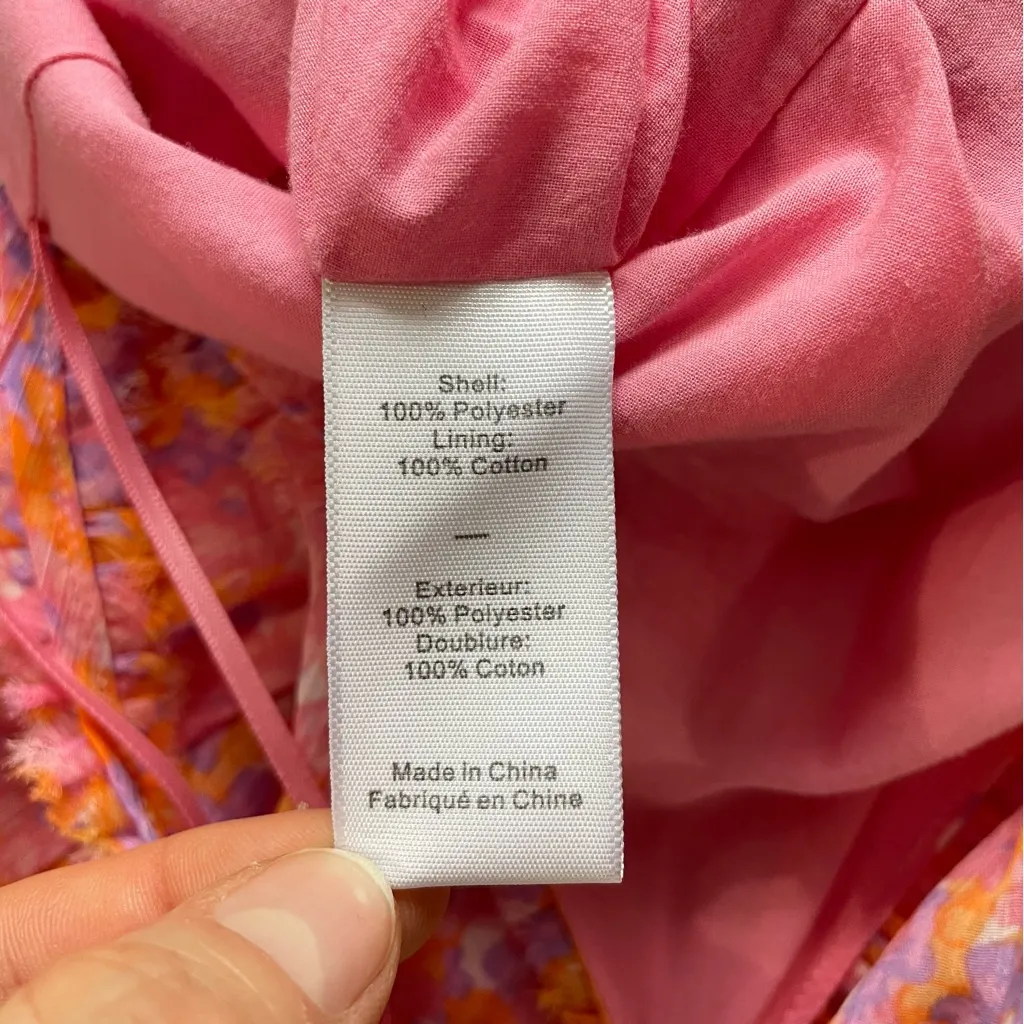 Shell:
100% Polyester
Lining:
100% Cotton
—
Exterieur:
100% Polyester
Doublure:
100% Coton
Made in China
Fabriqué en Chine